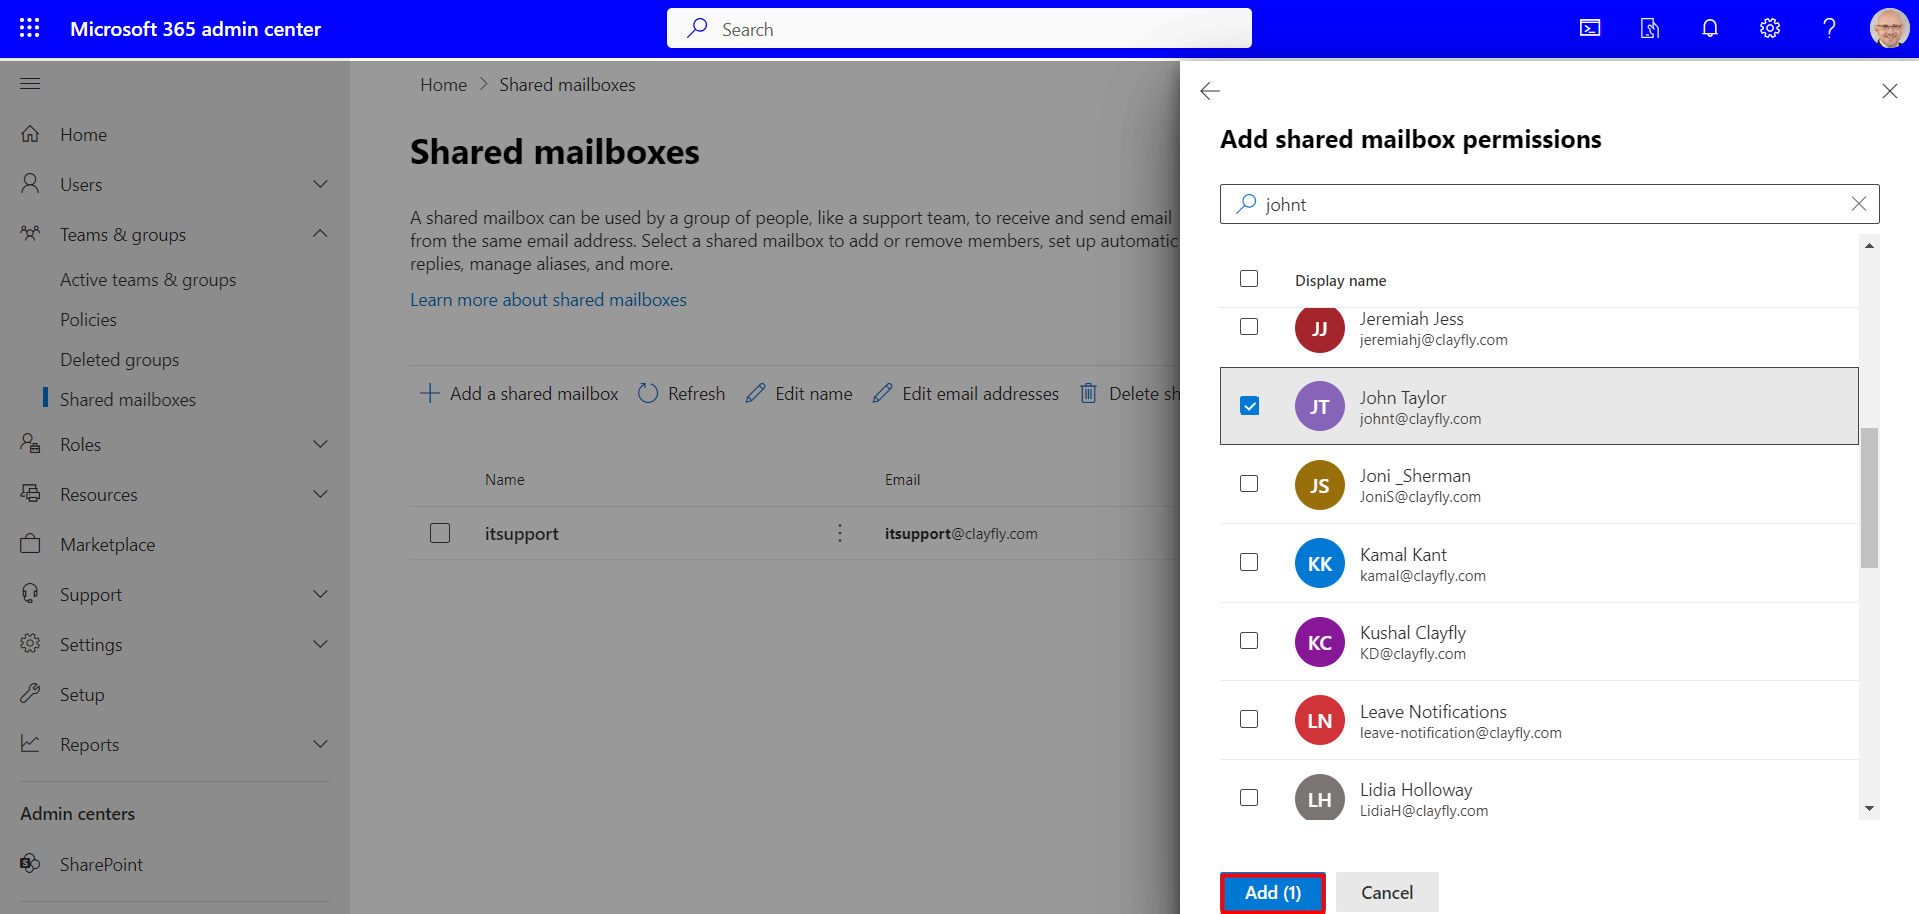 Microsoft 365 admin center
Search
Home
Users
Teams & groups
Active teams & groups
Policies
Deleted groups
Shared mailboxes
Roles
Resources
Marketplace
Support
Settings
Setup
Reports
Admin centers
SharePoint
Home > Shared mailboxes
Shared mailboxes
A shared mailbox can be used by a group of people, like a support team, to receive and send email
from the same email address. Select a shared mailbox to add or remove members, set up automatic
replies, manage aliases, and more.
Learn more about shared mailboxes
Add a shared mailbox Refresh Edit name Edit email addresses Delete sh
Name Email
itsupport itsupport@clayfly.com
Add shared mailbox permissions
johnt
Display name
JJ Jeremiah Jess
jeremiahj@clayfly.com
JT John Taylor
johnt@clayfly.com
JS Joni _Sherman
JoniS@clayfly.com
KK Kamal Kant
kamal@clayfly.com
KC Kushal Clayfly
KD@clayfly.com
LN Leave Notifications
leave-notification@clayfly.com
LH Lidia Holloway
LidiaH@clayfly.com
Add (1) Cancel